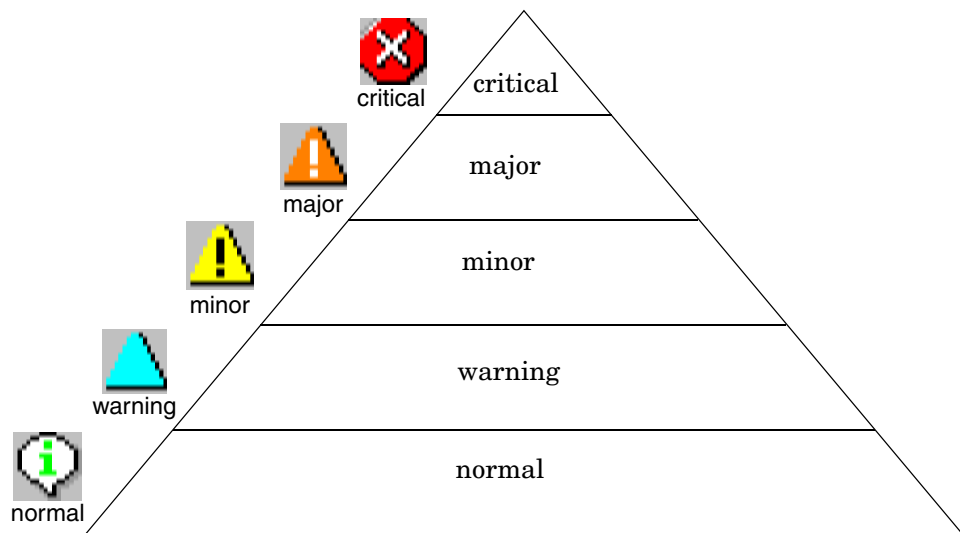 critical
critical
major
major
minor
minor
warning
warning
normal
normal